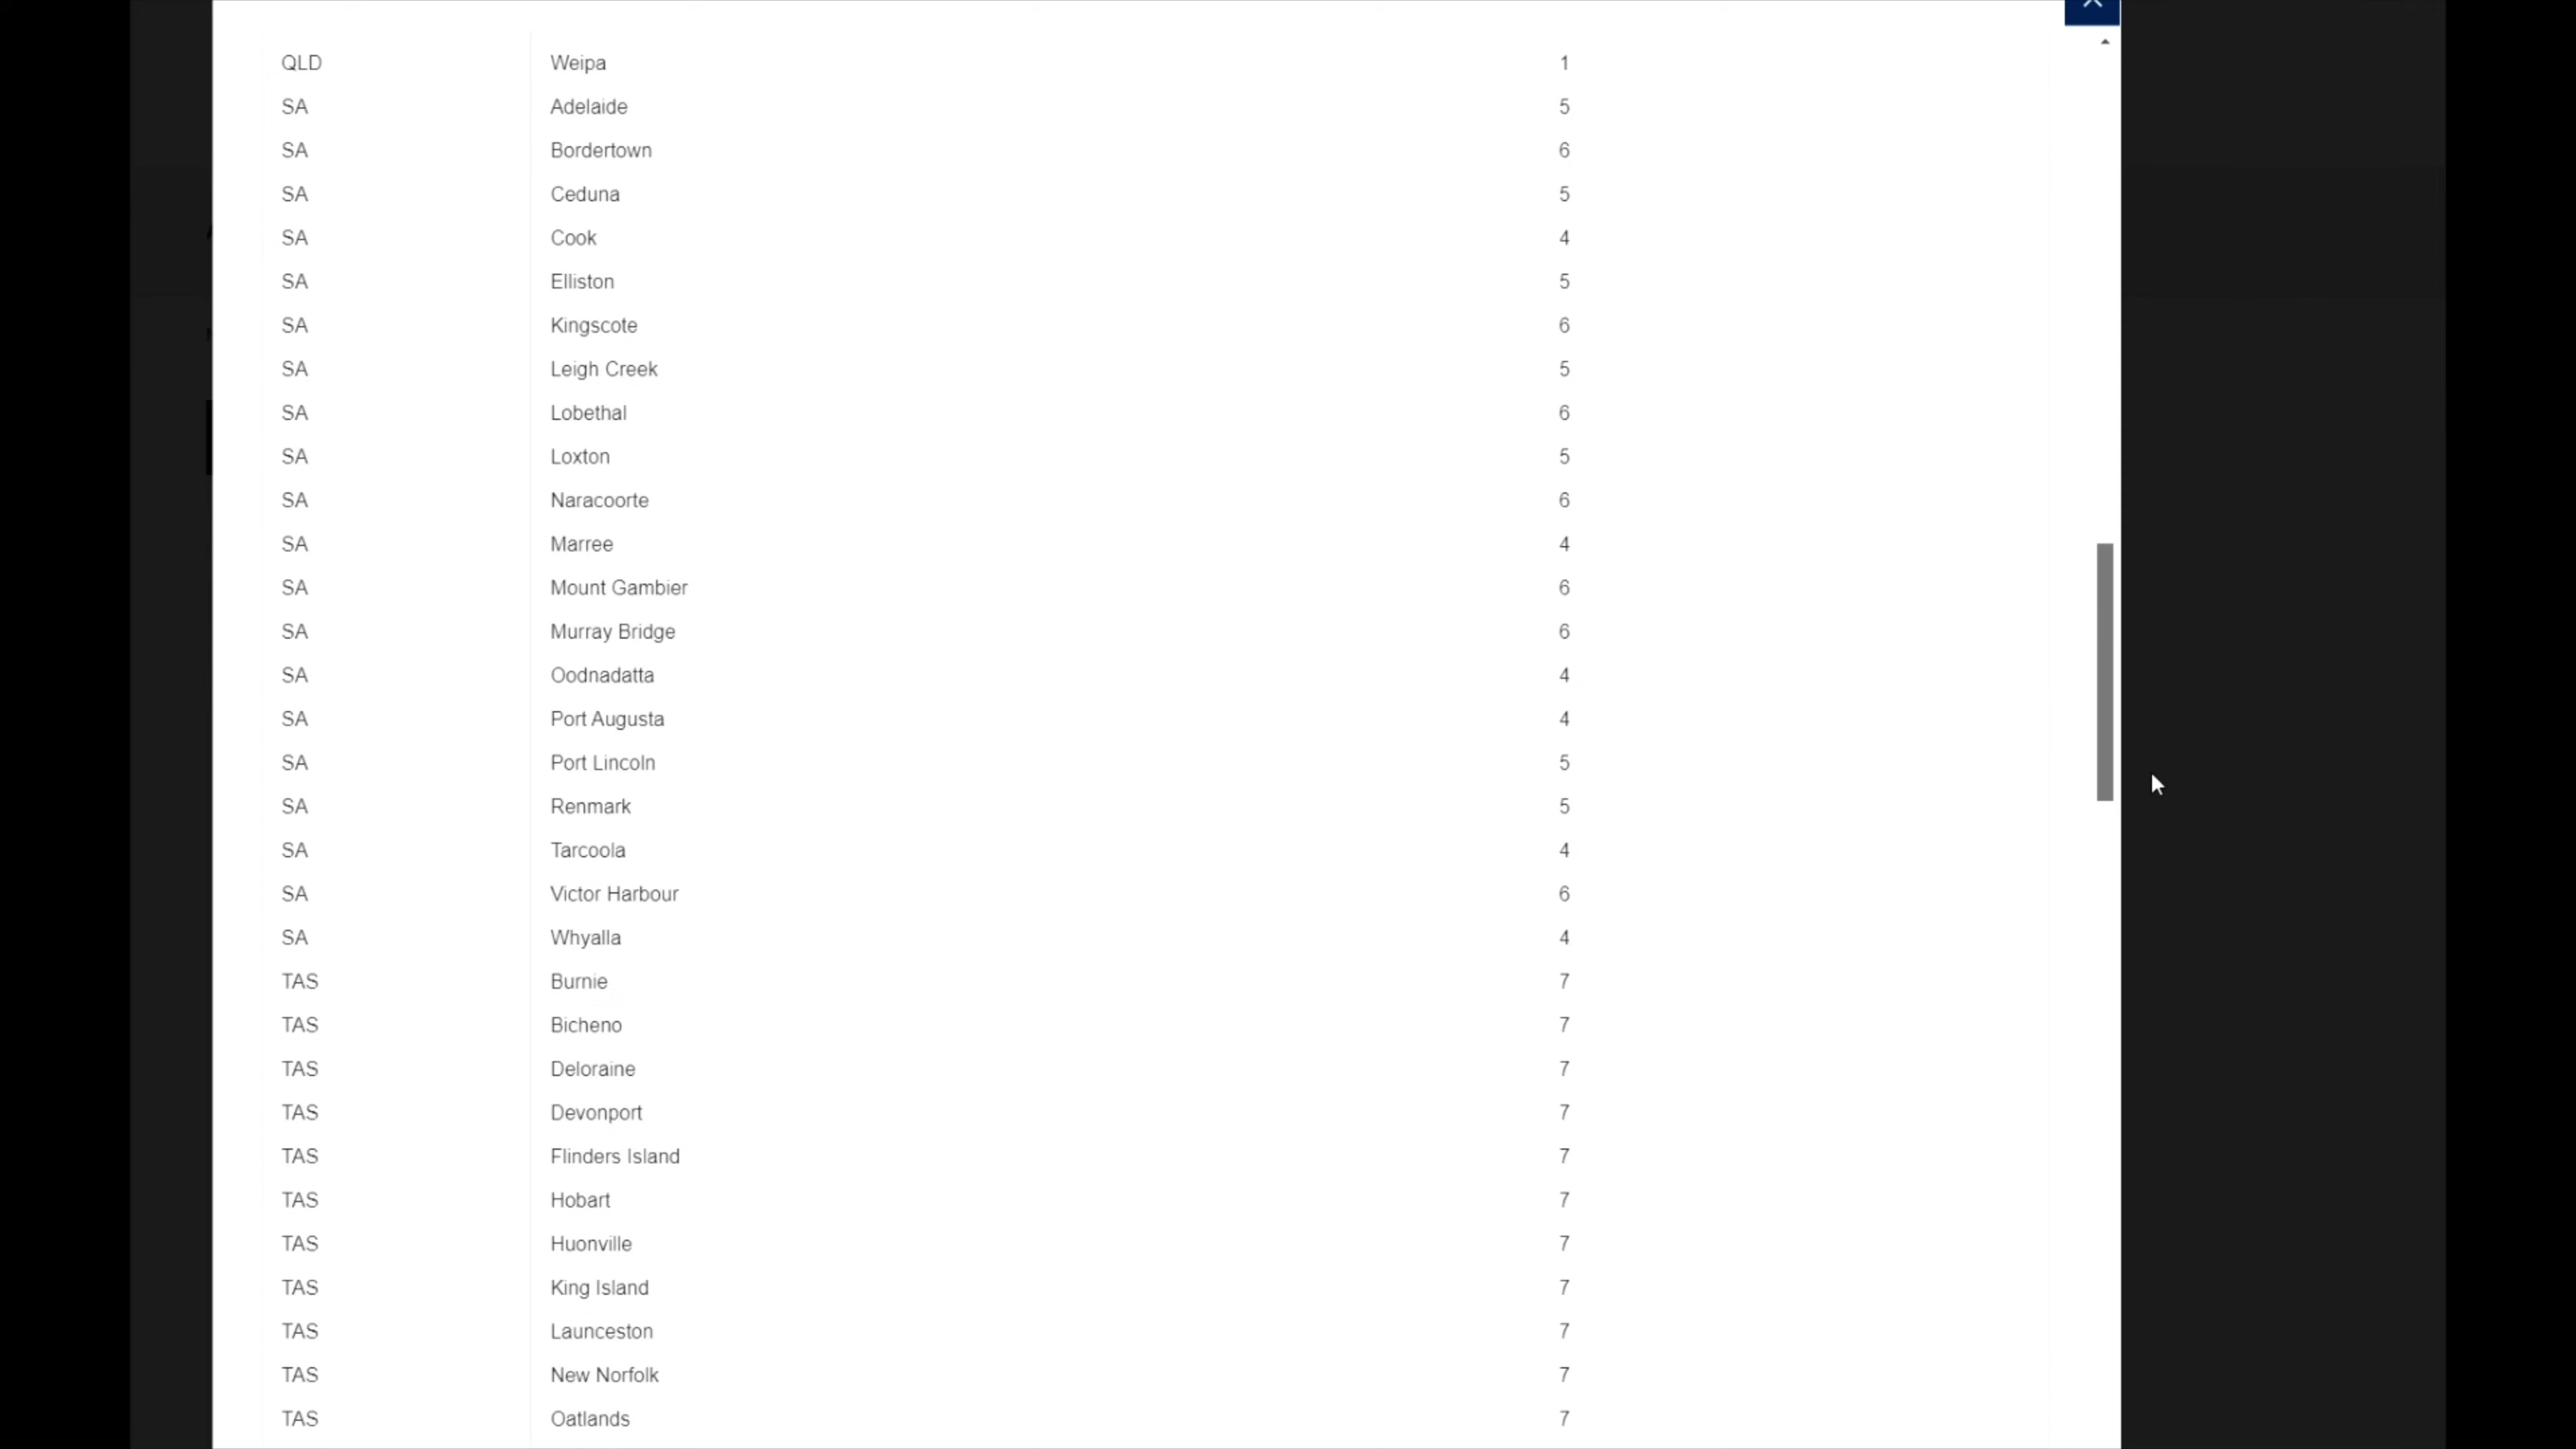 QLD Weipa 1
SA Adelaide 5
SA Bordertown 6
SA Ceduna 5
SA Cook 4
SA Elliston 5
SA Kingscote 6
SA Leigh Creek 5
SA Lobethal 6
SA Loxton 5
SA Naracoorte 6
SA Marree 4
SA Mount Gambier 6
SA Murray Bridge 6
SA Oodnadatta 4
SA Port Augusta 4
SA Port Lincoln 5
SA Renmark 5
SA Tarcoola 4
SA Victor Harbour 6
SA Whyalla 4
TAS Burnie 7
TAS Bicheno 7
TAS Deloraine 7
TAS Devonport 7
TAS Flinders Island 7
TAS Hobart 7
TAS Huonville 7
TAS King Island 7
TAS Launceston 7
TAS New Norfolk 7
TAS Oatlands 7